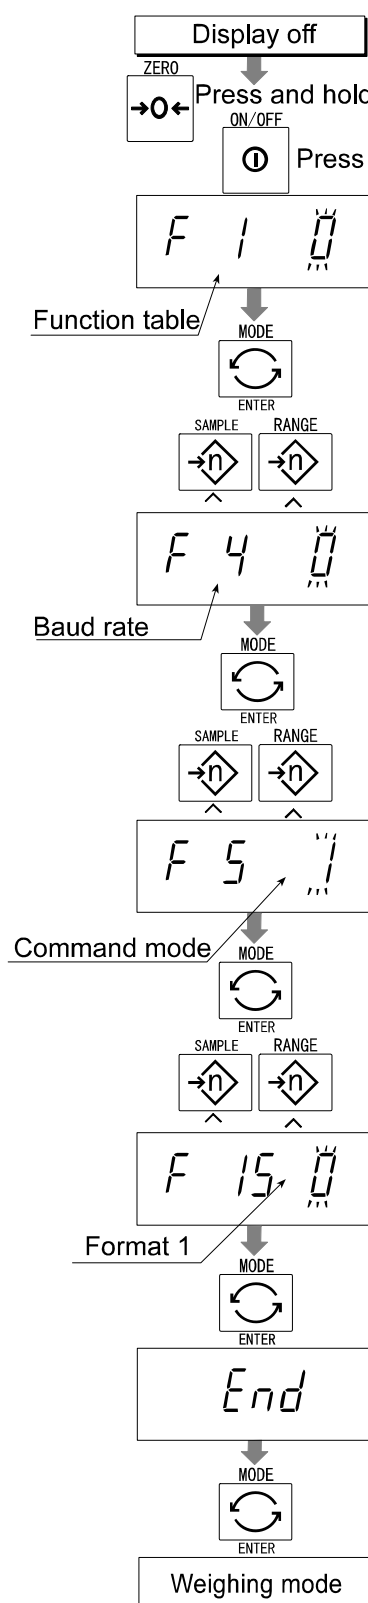 Display off
ZERO
→0←
Press and hold
ON/OFF
Press
F 1 0
Function table
MODE
ENTER
SAMPLE RANGE
→n →n
F 4 0
Baud rate
MODE
ENTER
SAMPLE RANGE
→n →n
F 5 1
Command mode
MODE
ENTER
SAMPLE RANGE
→n →n
F 15 0
Format 1
MODE
ENTER
End
MODE
ENTER
Weighing mode